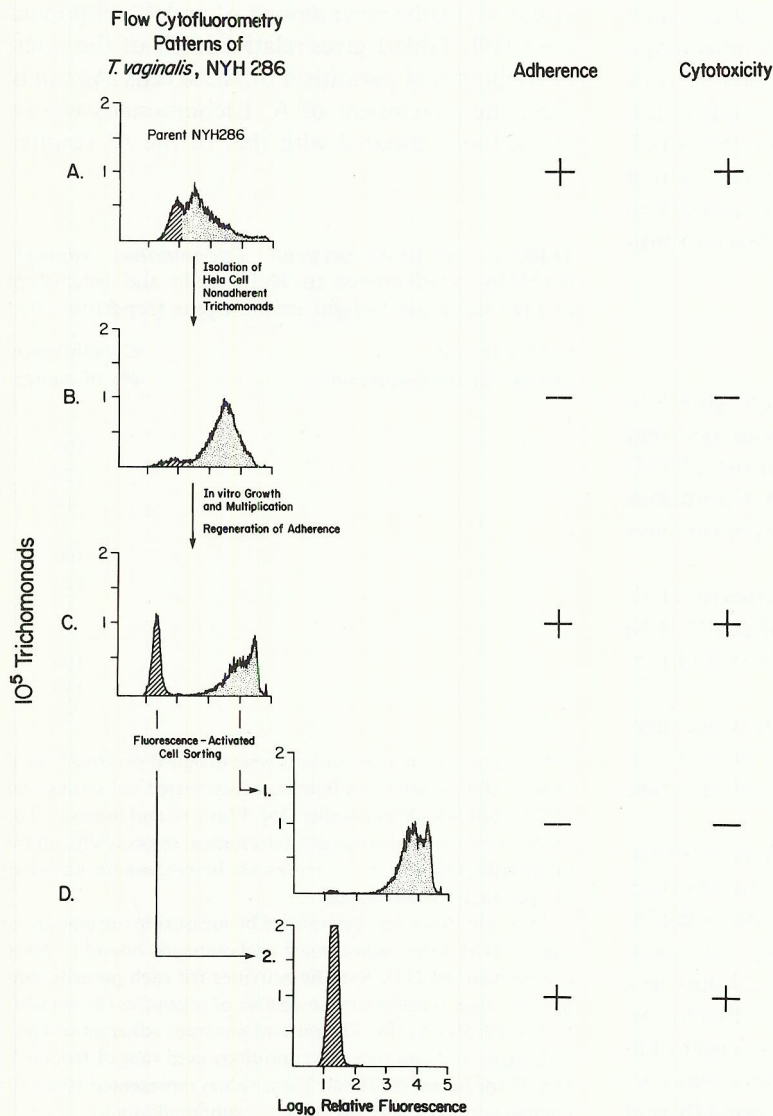 Flow Cytofluorometry
Patterns of
T. vaginalis, NYH 286
Adherence
Cytotoxicity
2
Parent NYH286
A.
1
+
+
Isolation of
Hela Cell
Nonadherent
Trichomonads
2
B.
1
—
—
In vitro Growth
and Multiplication
Regeneration of Adherence
10⁵ Trichomonads
2
C.
1
+
+
Fluorescence-Activated
Cell Sorting
2
1.
1
—
—
D.
2
2.
1
+
+
1 2 3 4 5
Log₁₀ Relative Fluorescence